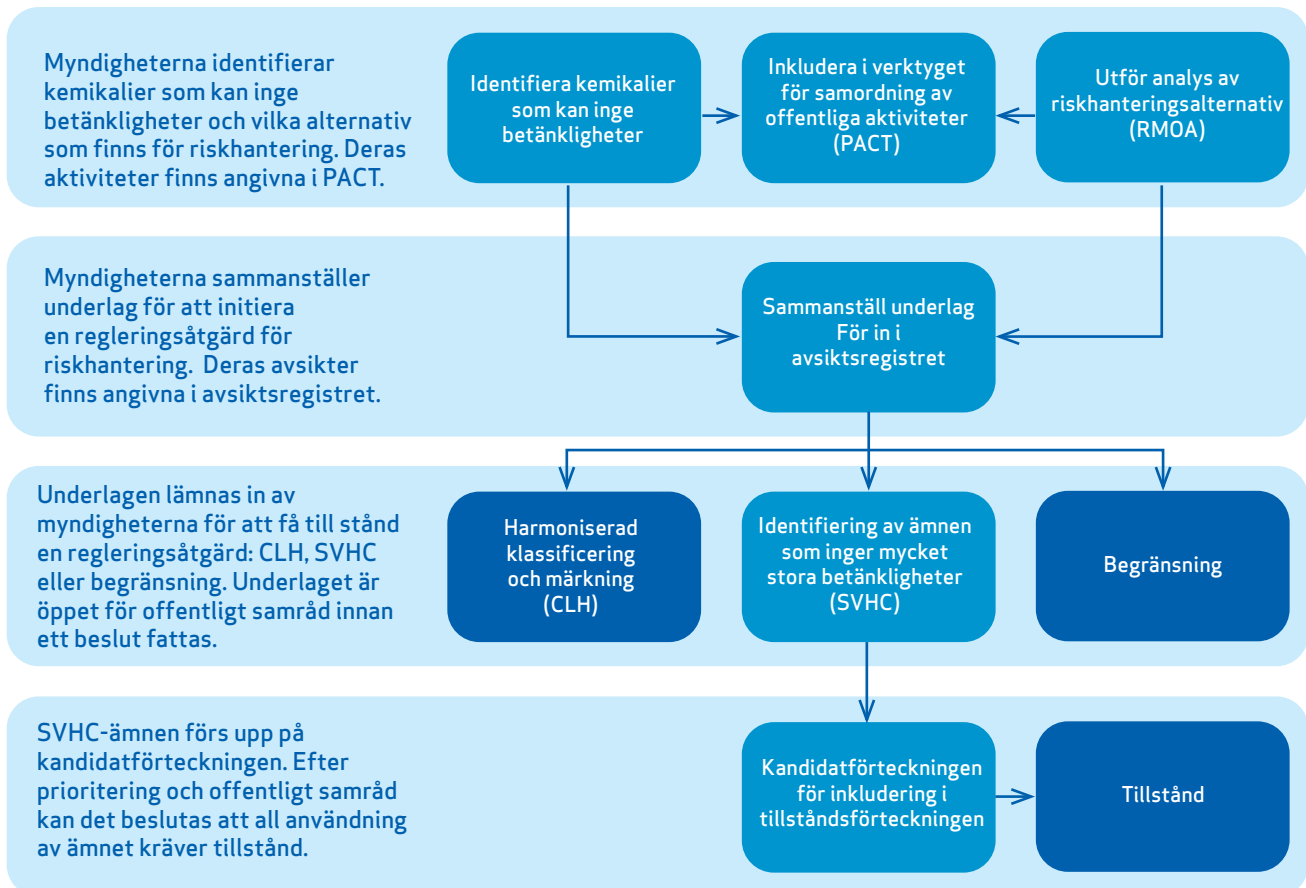 Myndigheterna identifierar
kemikalier som kan inge
betänkligheter och vilka alternativ
som finns för riskhantering. Deras
aktiviteter finns angivna i PACT.
Identifiera kemikalier
som kan inge
betänkligheter
Inkludera i verktyget
för samordning av
offentliga aktiviteter
(PACT)
Utför analys av
riskhanteringsalternativ
(RMOA)
Myndigheterna sammanställer
underlag för att initiera
en regleringsåtgärd för
riskhantering. Deras avsikter
finns angivna i avsiktsregistret.
Sammanställ underlag
För in i
avsiktsregistret
Underlagen lämnas in av
myndigheterna för att få till stånd
en regleringsåtgärd: CLH, SVHC
eller begränsning. Underlaget är
öppet för offentligt samråd innan
ett beslut fattas.
Harmoniserad
klassificering
och märkning
(CLH)
Identifiering av ämnen
som inger mycket
stora betänkligheter
(SVHC)
Begränsning
SVHC-ämnen förs upp på
kandidatförteckningen. Efter
prioritering och offentligt samråd
kan det beslutas att all användning
av ämnet kräver tillstånd.
Kandidatförteckningen
för inkludering i
tillståndsförteckningen
Tillstånd